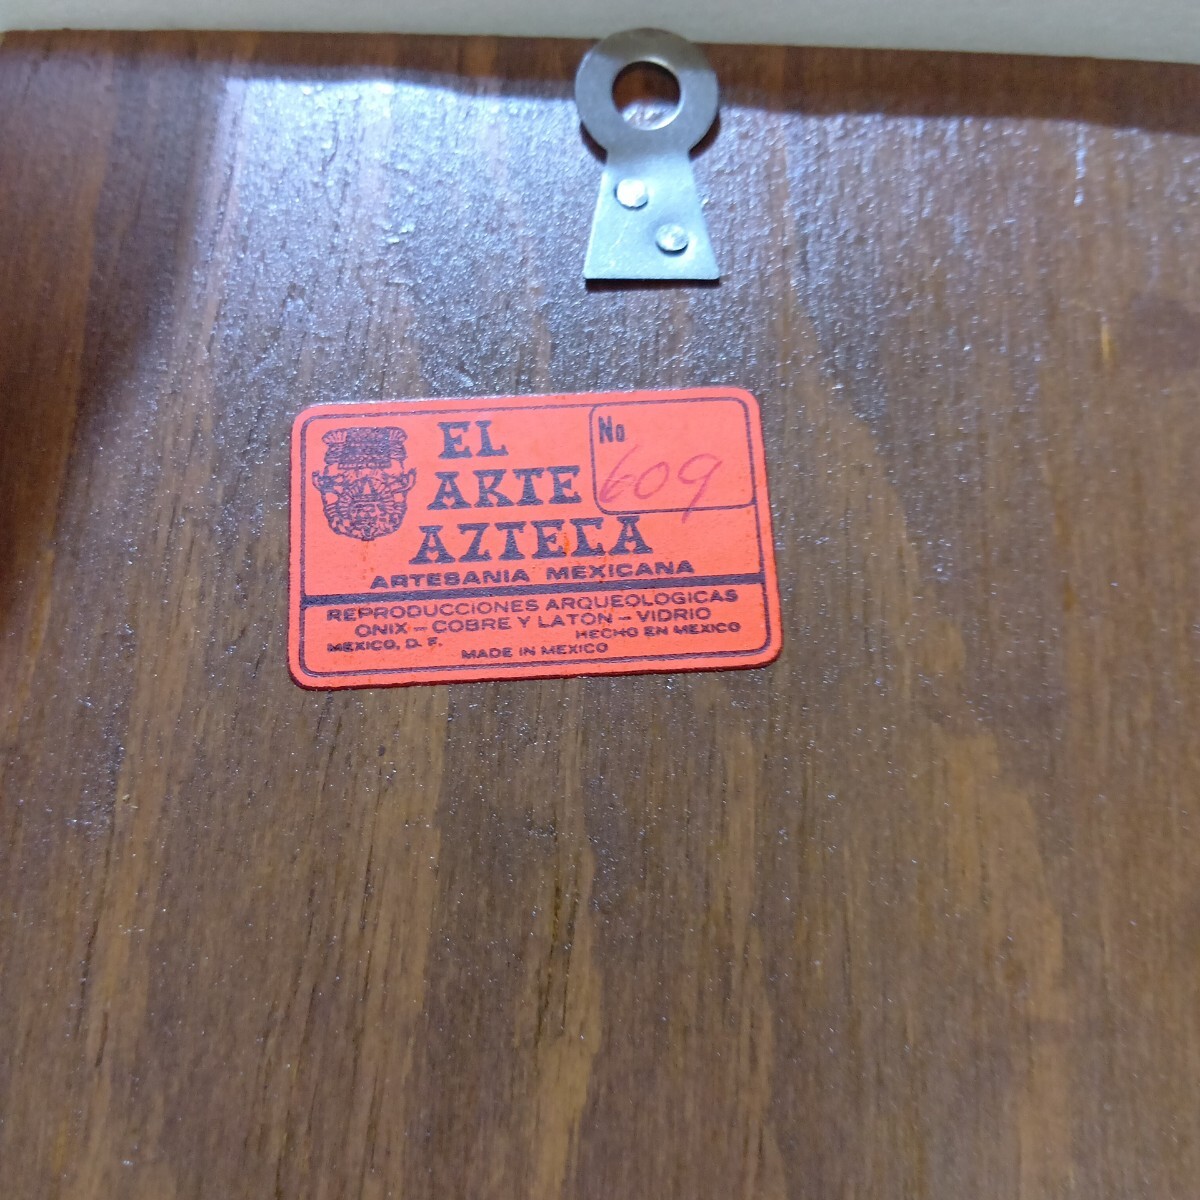 EL
ARTE
AZTECA
No
609
ARTESANIA MEXICANA
REPRODUCCIONES ARQUEOLOGICAS
ONIX - COBRE Y LATON - VIDRIO
MEXICO, D. F. HECHO EN MEXICO
MADE IN MEXICO